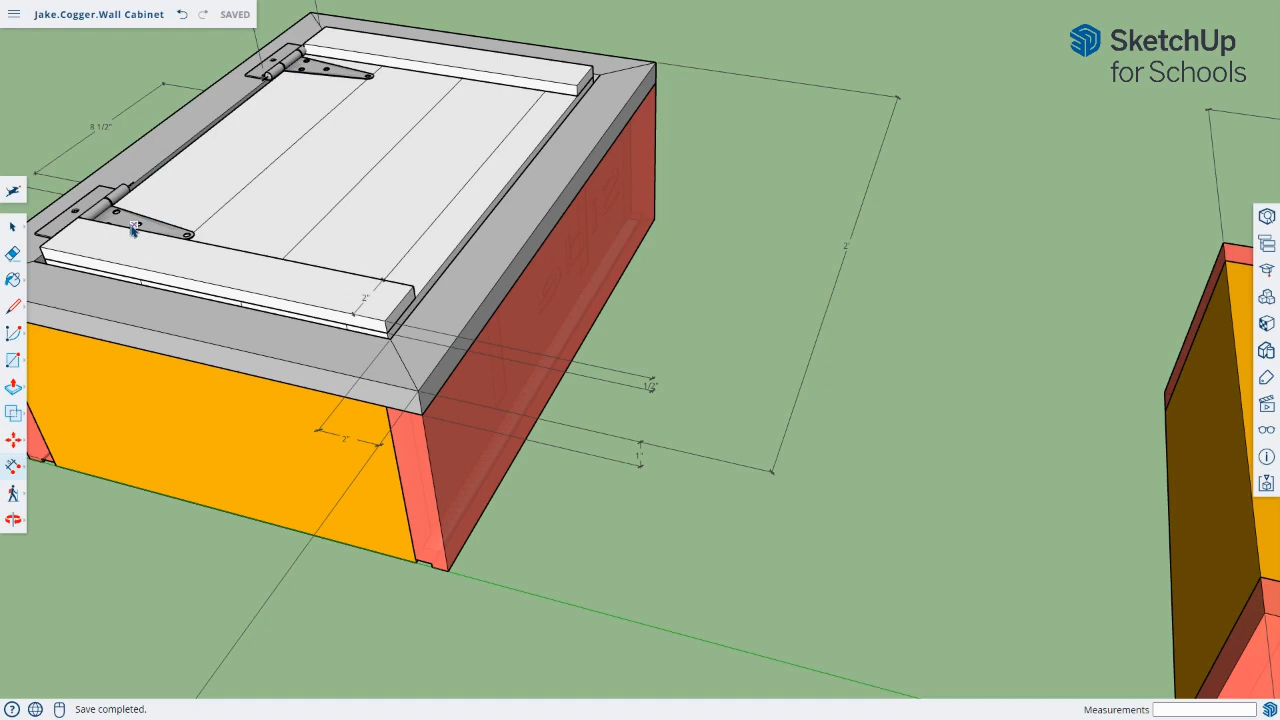 Jake.Cogger.Wall Cabinet
SAVED
SketchUp
for Schools
8 1/2"
2'
2"
1/2"
2"
1"
Save completed.
Measurements